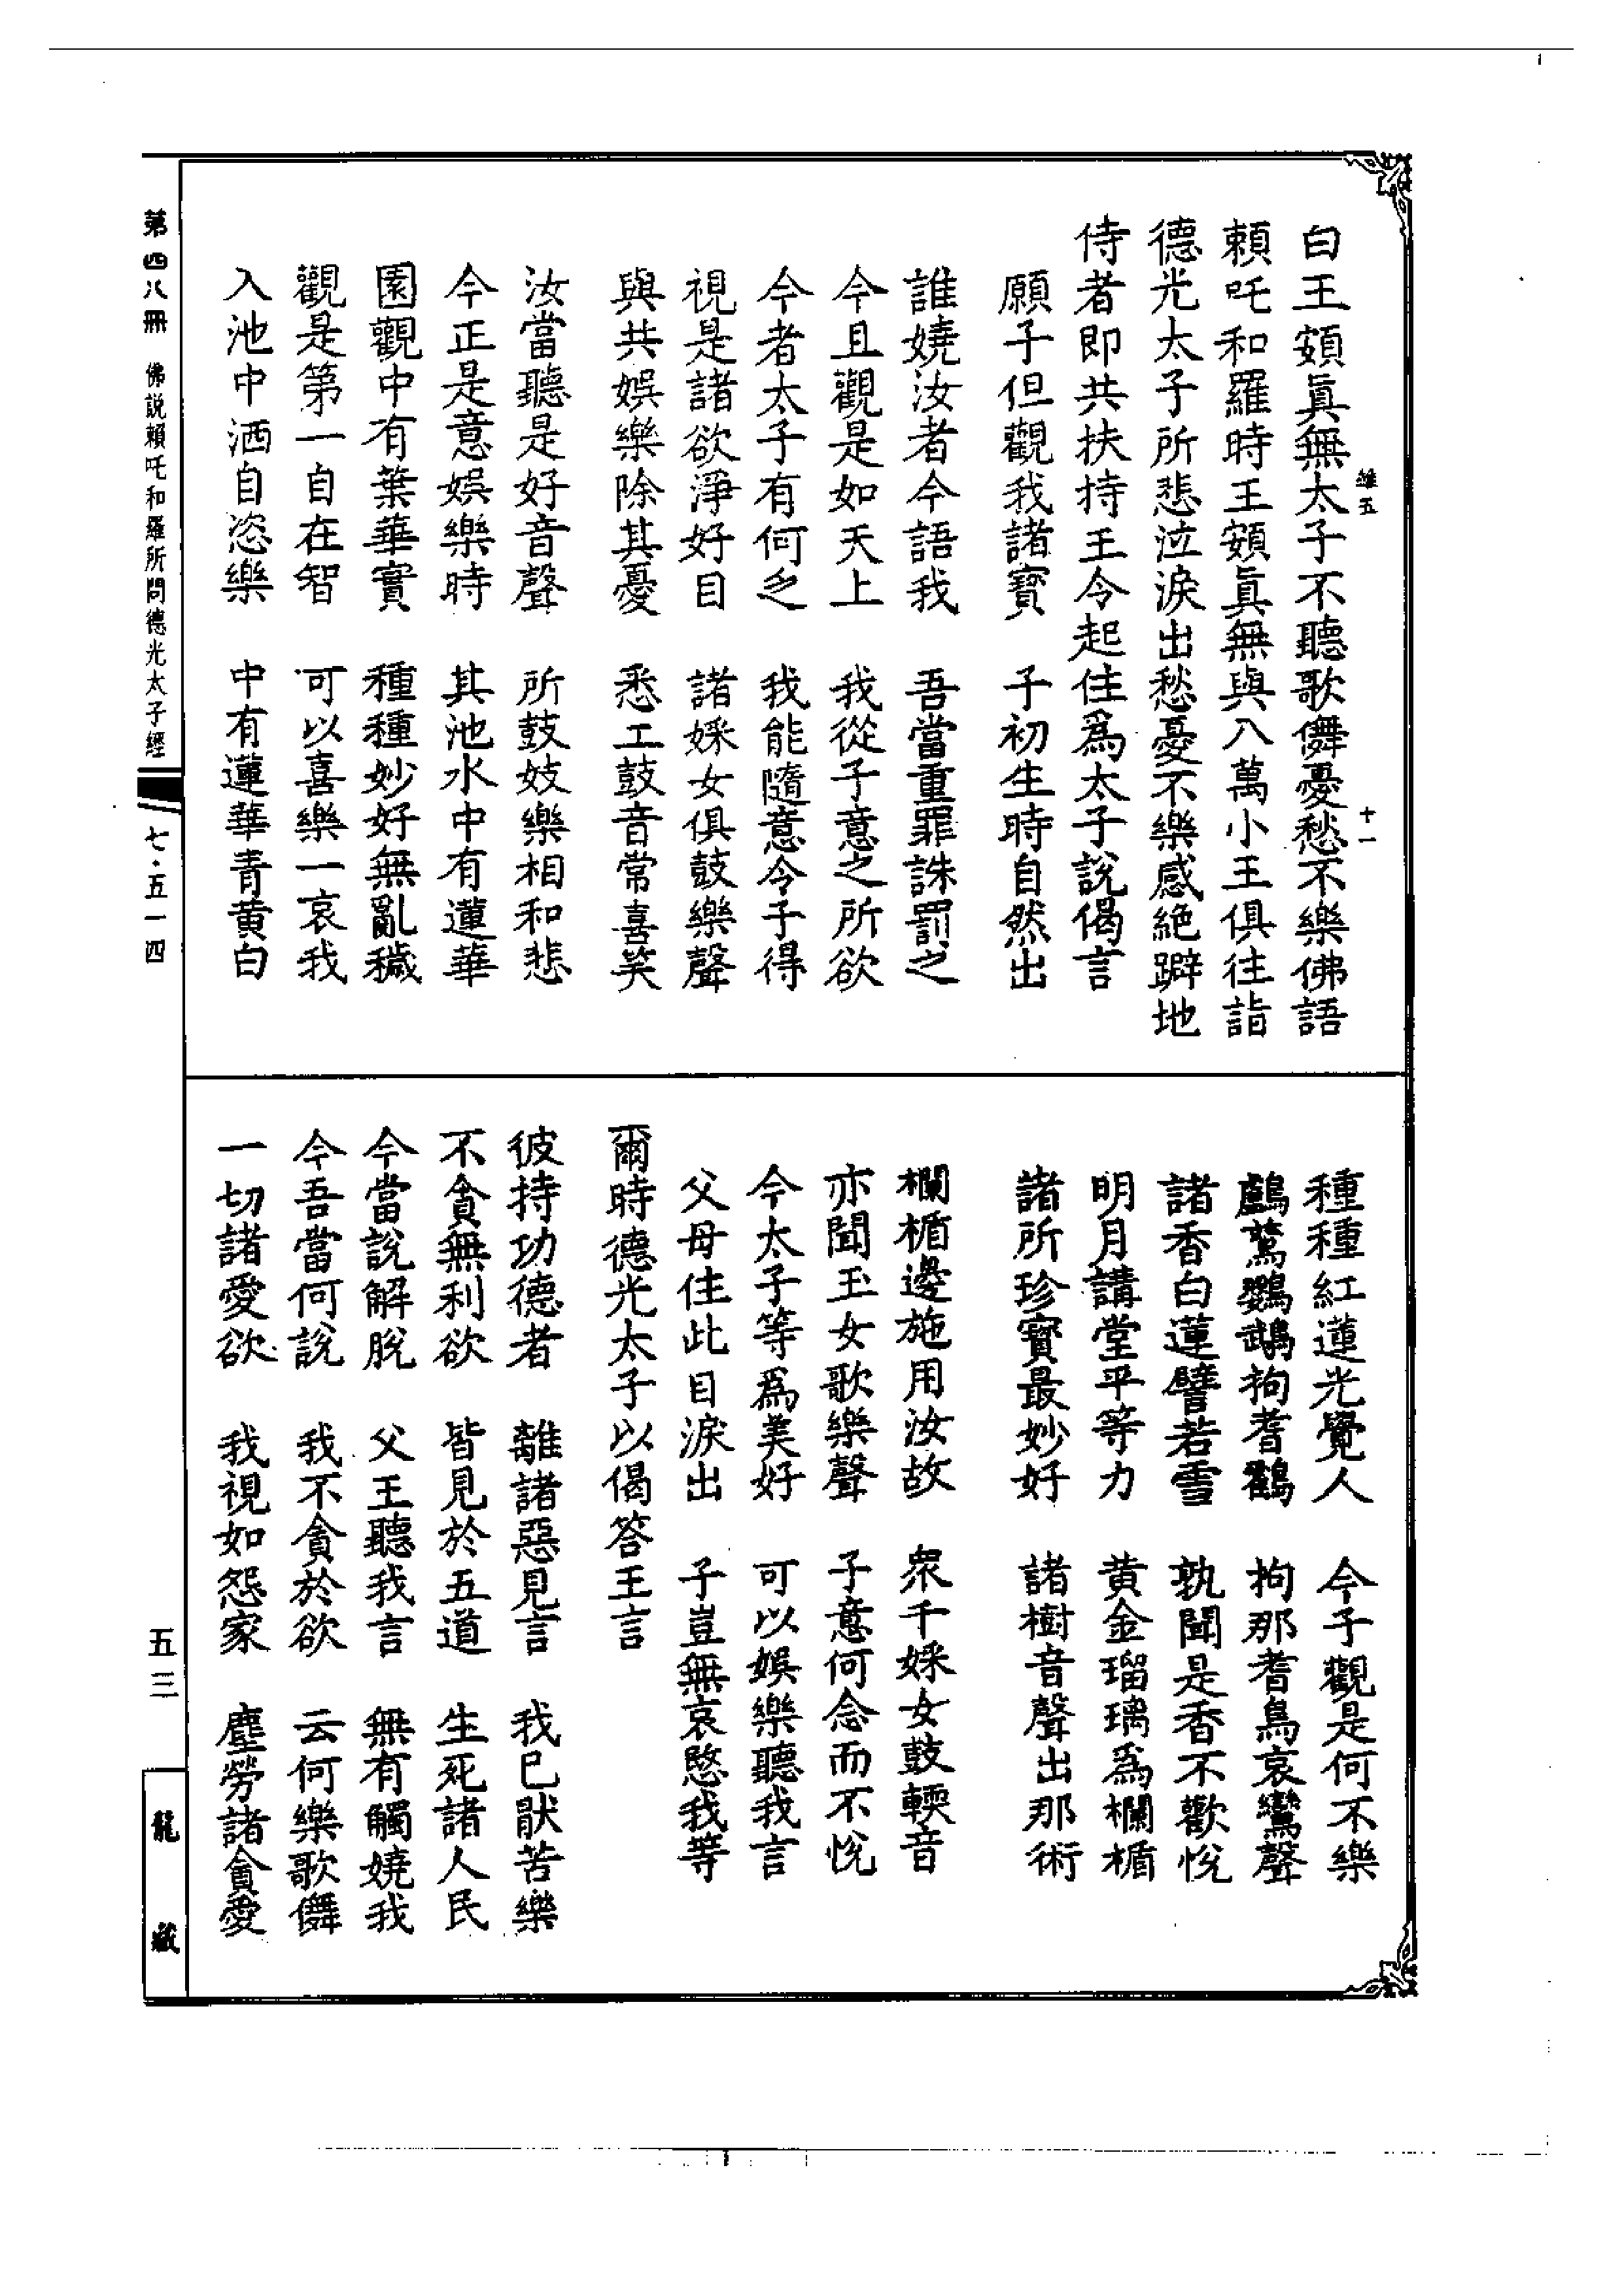 白王頞眞無太子不聽歌儛憂愁不樂佛語
賴吒和羅時王頞眞無與八萬小王俱往詣
德光太子所悲泣淚出愁憂不樂感絶躃地
侍者即共扶持王令起住爲太子說偈言
願子但觀我諸寳　子初生時自然出
誰嬈汝者今語我　吾當重罪誅罰之
今且觀是如天上　我從子意之所欲
今者太子有何乏　我能隨意令子得
視是諸欲淨好目　諸婇女俱鼓樂聲
與共娛樂除其憂　悉工鼓音常喜笑
汝當聽是好音聲　所鼓妓樂相和悲
今正是意娛樂時　其池水中有蓮華
園觀中有葉華實　種種妙好無亂穢
觀是第一自在智　可以喜樂一哀我
入池中洒自恣樂　中有蓮華青黄白
雜五　十一
種種紅蓮光覺人　今子觀是何不樂
鸕鶿鸚鵡拘耆鸛　拘那耆鳥哀鸞聲
諸香白蓮譬若雪　孰聞是香不歡悅
明月講堂平等力　黄金瑠璃爲欄楯
諸所珍寳最妙好　諸樹音聲出那術
欄楯邊施用汝故　衆千婇女鼓輭音
亦聞玉女歌樂聲　子意何念而不悅
今太子等爲美好　可以娛樂聽我言
父母住此目淚出　子豈無哀愍我等
爾時德光太子以偈答王言
彼持功德者　離諸惡見言　我已猒苦樂
不貪無利欲　皆見於五道　生死諸人民
今當說解脫　父王聽我言　無有觸嬈我
今吾當何說　我不貪於欲　云何樂歌儛
一切諸愛欲　我視如怨家　塵勞諸貪愛
第四八冊　佛説賴吒和羅所問德光太子經　七·五一四
五三　龍藏